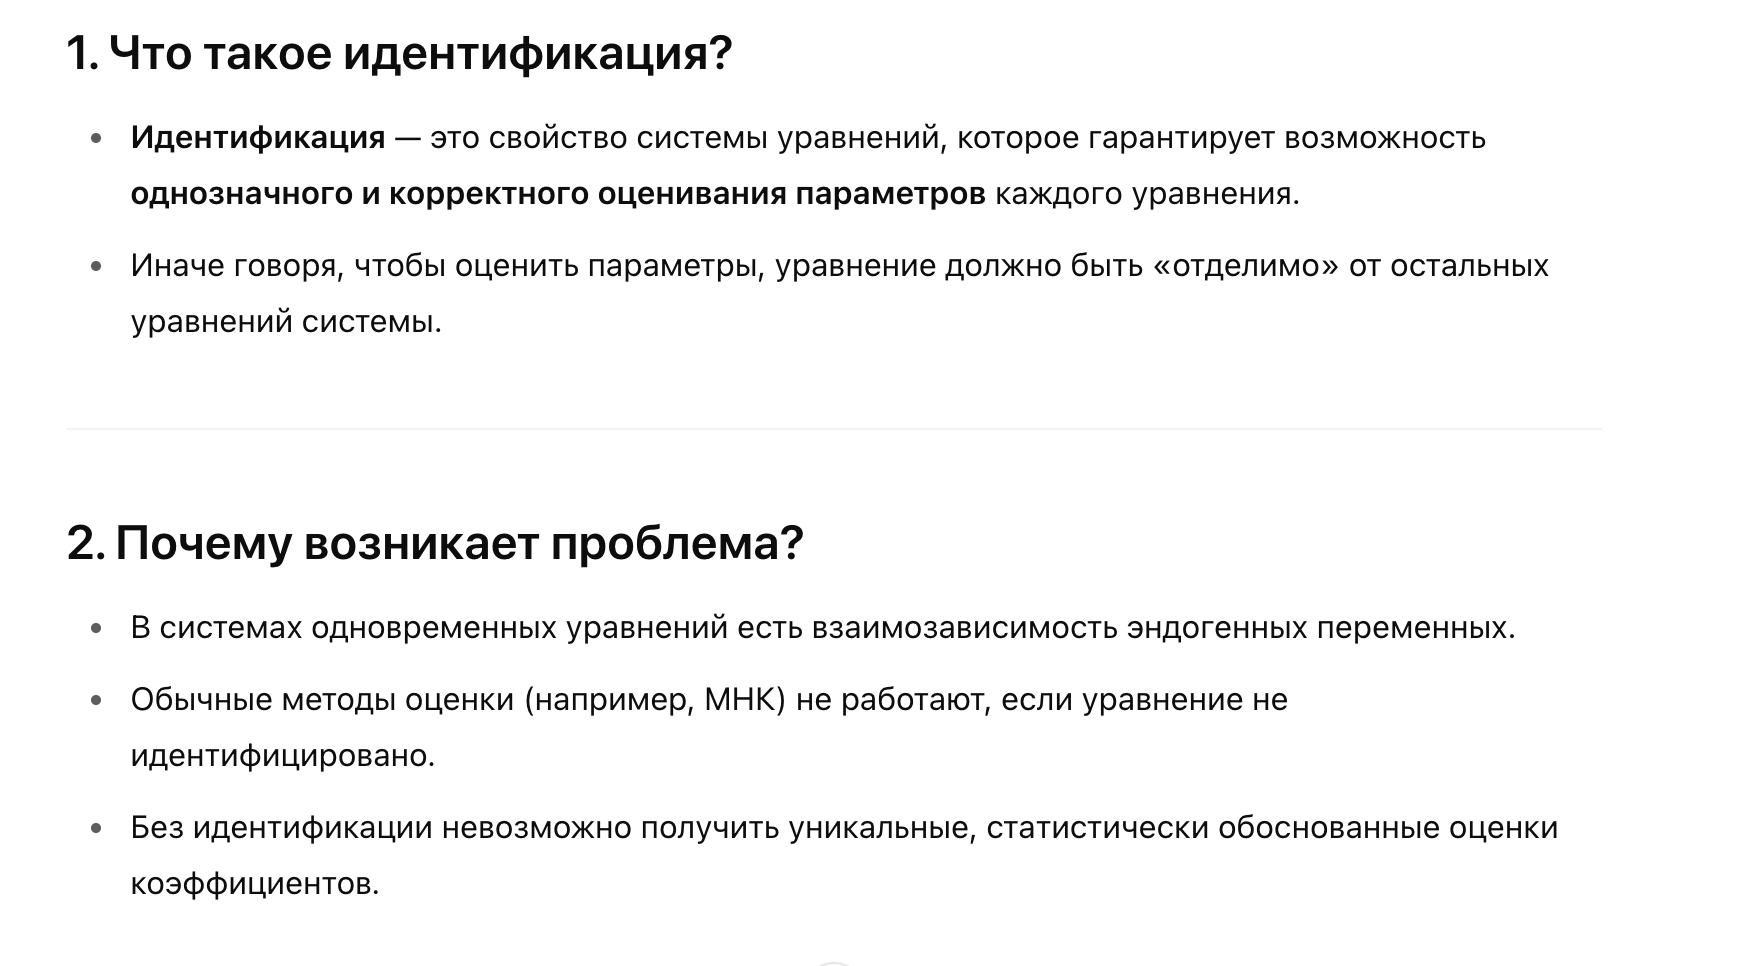 1. Что такое идентификация?
• Идентификация — это свойство системы уравнений, которое гарантирует возможность
однозначного и корректного оценивания параметров каждого уравнения.
• Иначе говоря, чтобы оценить параметры, уравнение должно быть «отделимо» от остальных
уравнений системы.
2. Почему возникает проблема?
• В системах одновременных уравнений есть взаимозависимость эндогенных переменных.
• Обычные методы оценки (например, МНК) не работают, если уравнение не
идентифицировано.
• Без идентификации невозможно получить уникальные, статистически обоснованные оценки
коэффициентов.